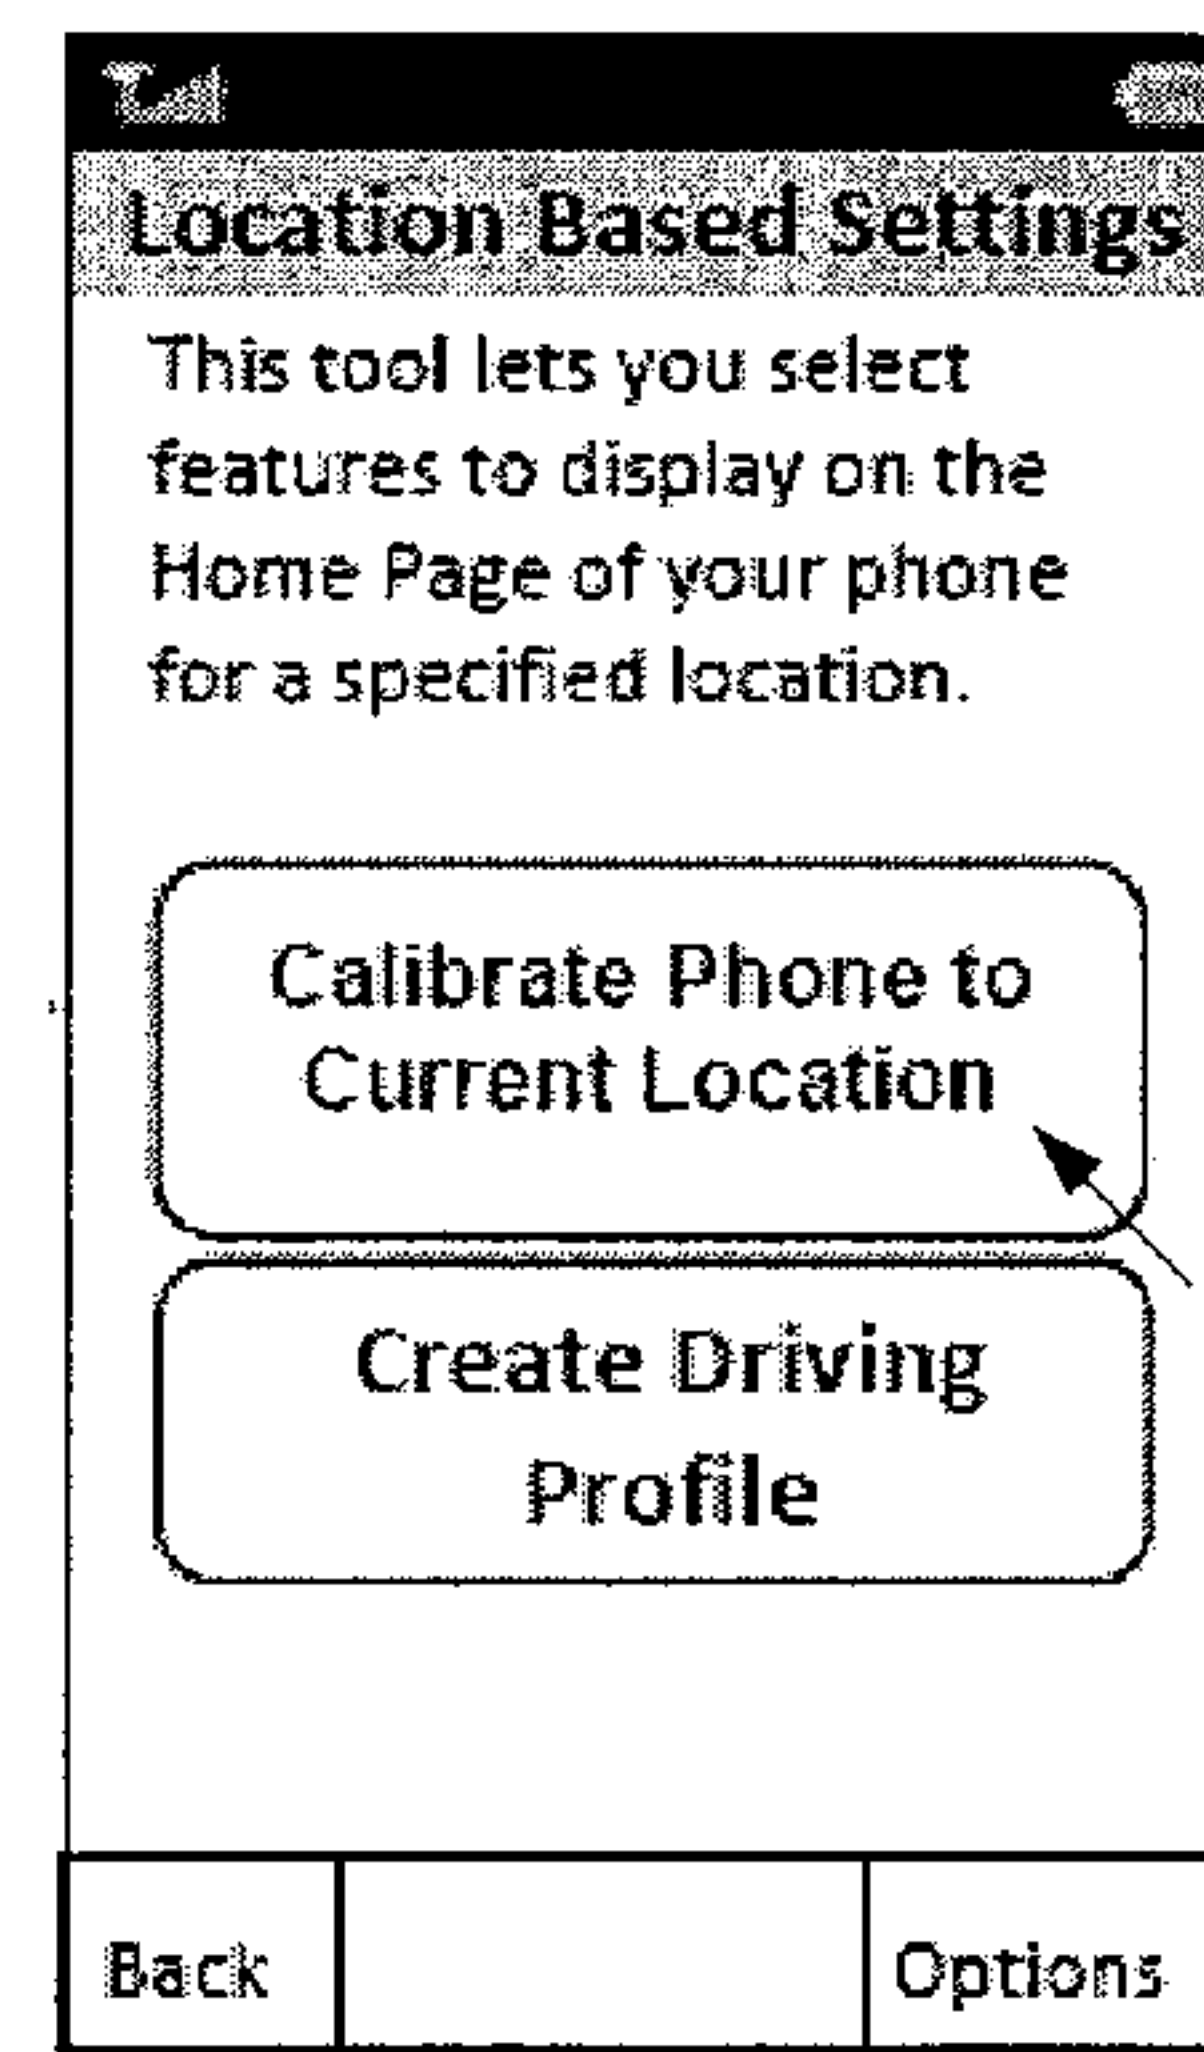 Location Based Settings
This tool lets you select
features to display on the
Home Page of your phone
for a specified location.
Calibrate Phone to
Current Location
Create Driving
Profile
Back
Options